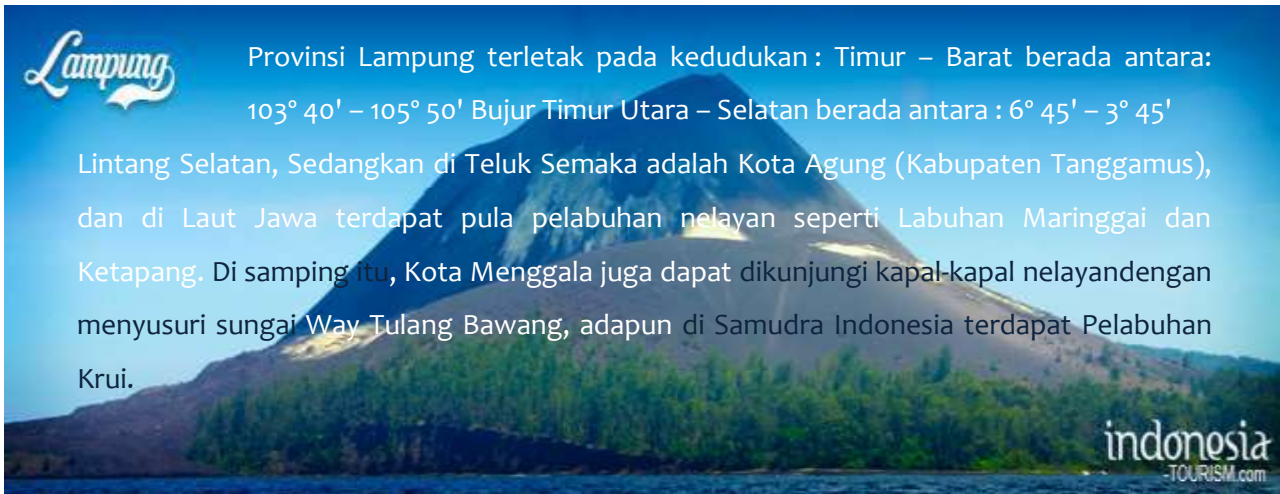 Lampung
Provinsi Lampung terletak pada kedudukan : Timur – Barat berada antara:
103° 40' – 105° 50' Bujur Timur Utara – Selatan berada antara : 6° 45' – 3° 45'
Lintang Selatan, Sedangkan di Teluk Semaka adalah Kota Agung (Kabupaten Tanggamus),
dan di Laut Jawa terdapat pula pelabuhan nelayan seperti Labuhan Maringgai dan
Ketapang. Di samping itu, Kota Menggala juga dapat dikunjungi kapal-kapal nelayandengan
menyusuri sungai Way Tulang Bawang, adapun di Samudra Indonesia terdapat Pelabuhan
Krui.
indonesia
-TOURISM.com